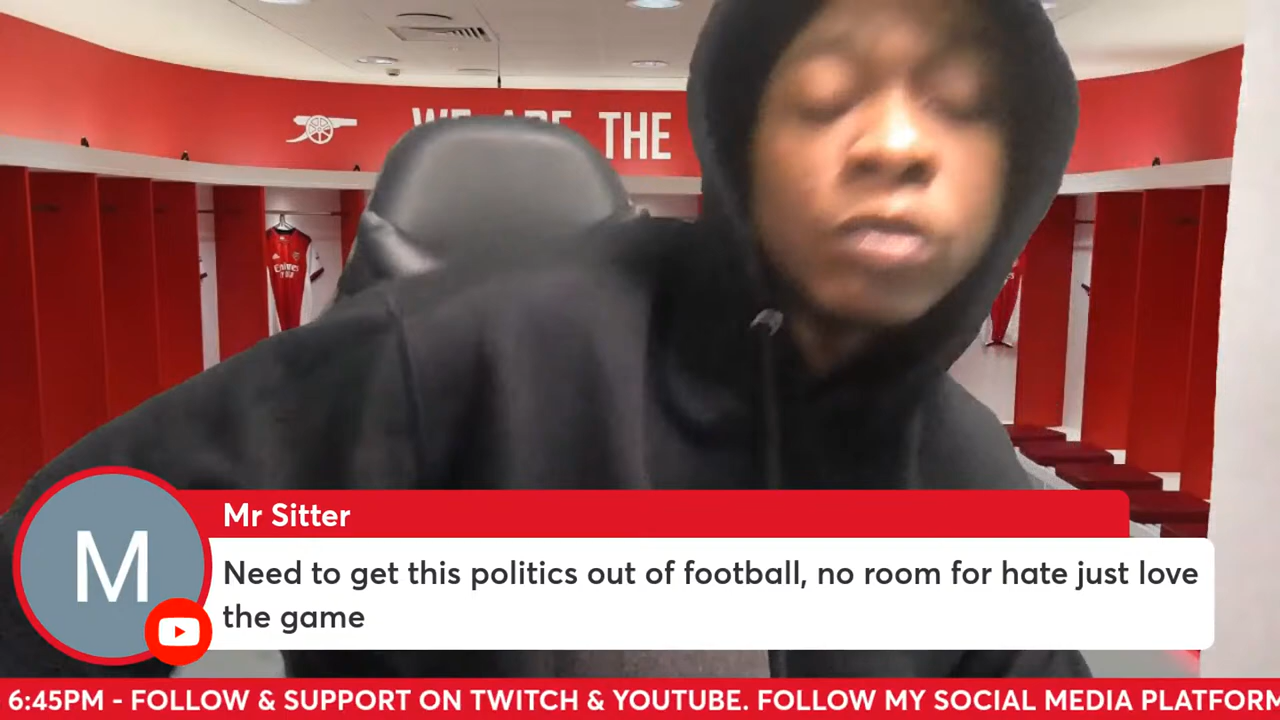 WE ARE THE
Emirates
M
Mr Sitter
Need to get this politics out of football, no room for hate just love
the game
6:45PM - FOLLOW & SUPPORT ON TWITCH & YOUTUBE. FOLLOW MY SOCIAL MEDIA PLATFORM